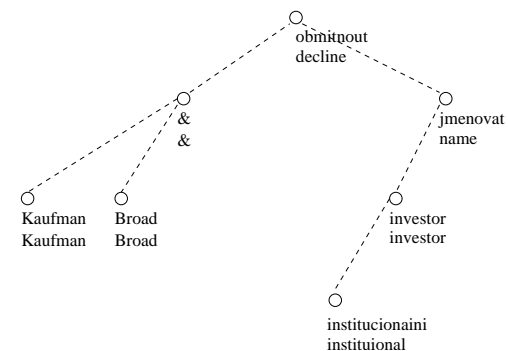 obmitnout
decline
&
&
jmenovat
name
Kaufman
Kaufman
Broad
Broad
investor
investor
institucionaini
instituional